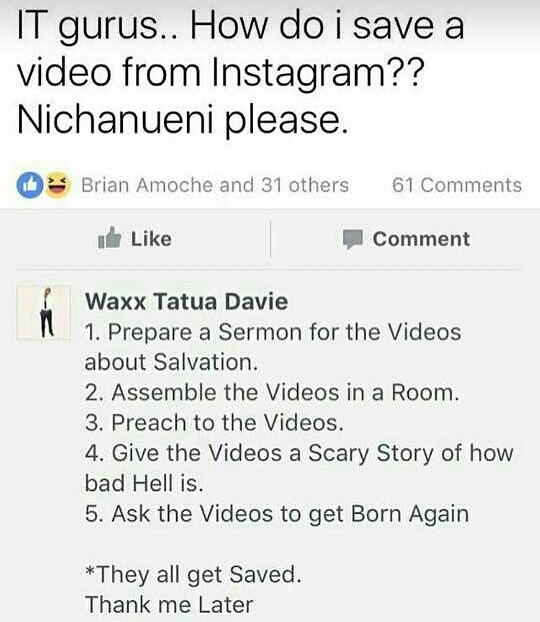 IT gurus.. How do i save a
video from Instagram??
Nichanueni please.
Brian Amoche and 31 others 61 Comments
Like Comment
Waxx Tatua Davie
1. Prepare a Sermon for the Videos
about Salvation.
2. Assemble the Videos in a Room.
3. Preach to the Videos.
4. Give the Videos a Scary Story of how
bad Hell is.
5. Ask the Videos to get Born Again
*They all get Saved.
Thank me Later